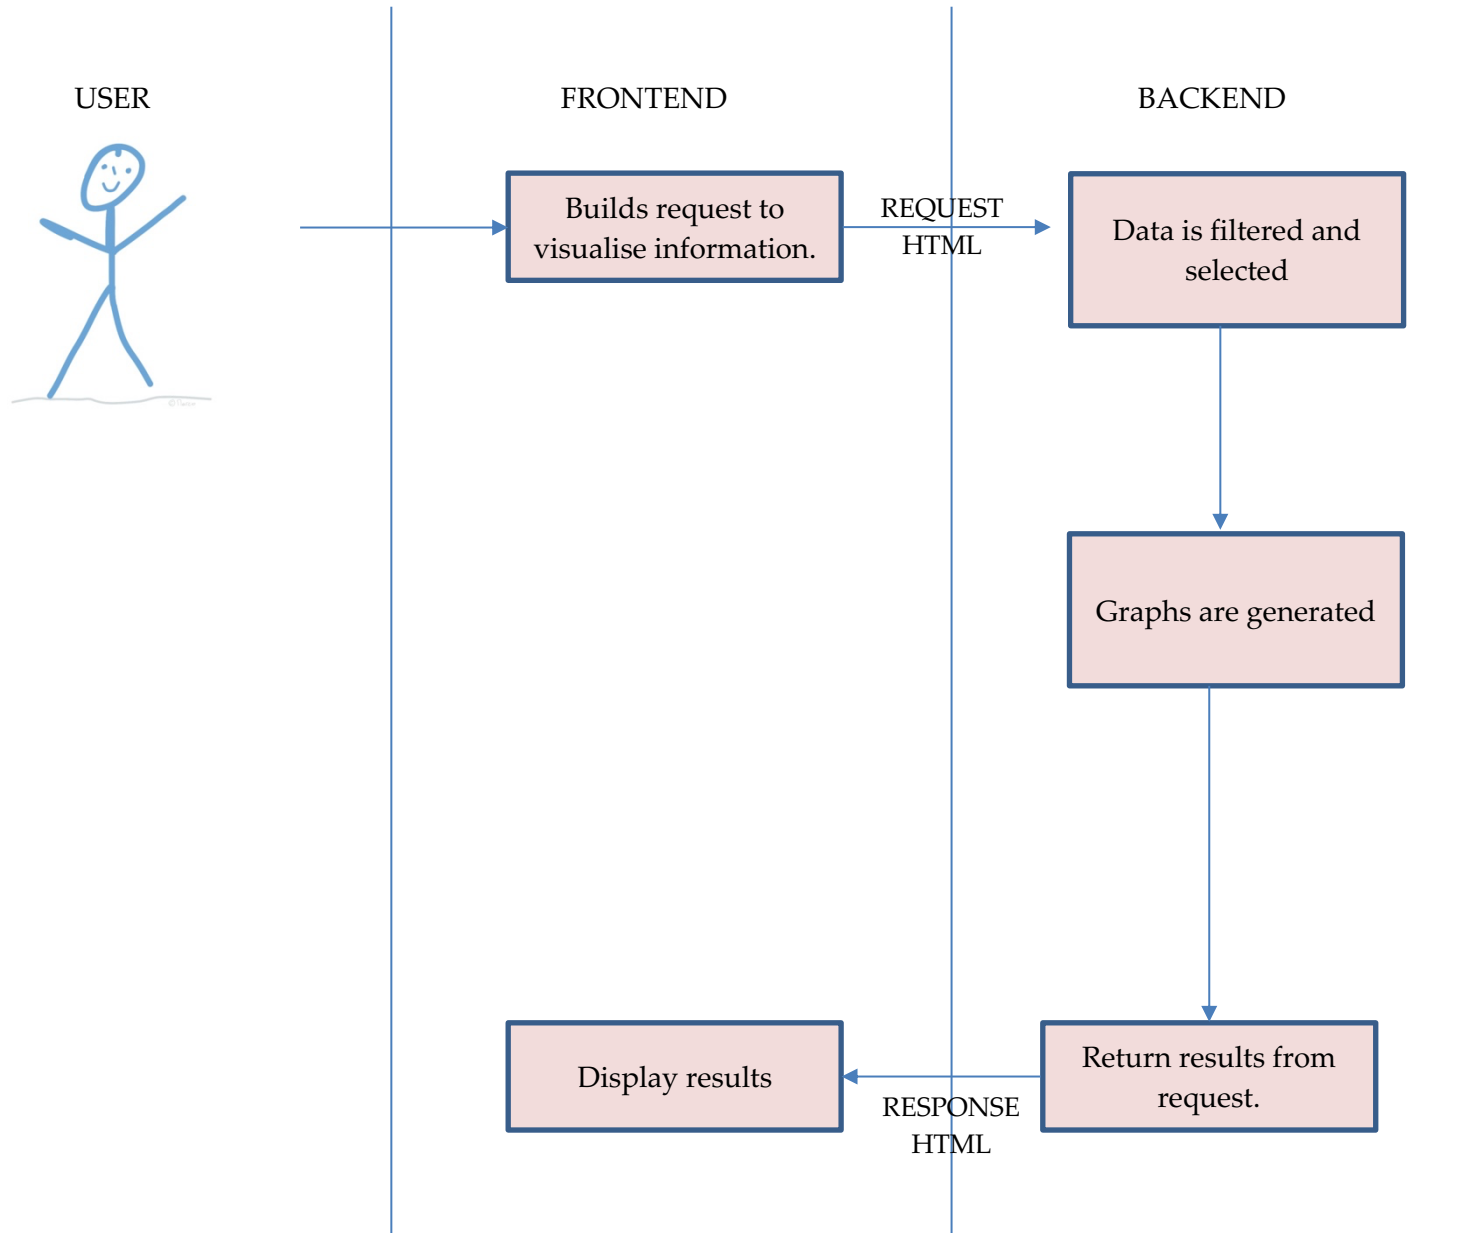 USER
FRONTEND
BACKEND
Builds request to
visualise information.
REQUEST
HTML
Data is filtered and
selected
Graphs are generated
Display results
RESPONSE
HTML
Return results from
request.